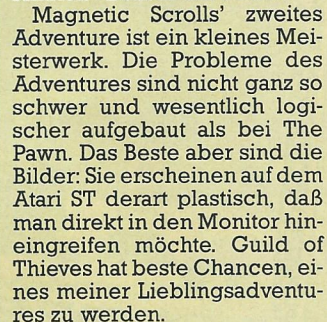 Magnetic Scrolls' zweites
Adventure ist ein kleines Mei-
sterwerk. Die Probleme des
Adventures sind nicht ganz so
schwer und wesentlich logi-
scher aufgebaut als bei The
Pawn. Das Beste aber sind die
Bilder: Sie erscheinen auf dem
Atari ST derart plastisch, daß
man direkt in den Monitor hin-
eingreifen möchte. Guild of
Thieves hat beste Chancen, ei-
nes meiner Lieblingsadventu-
res zu werden.